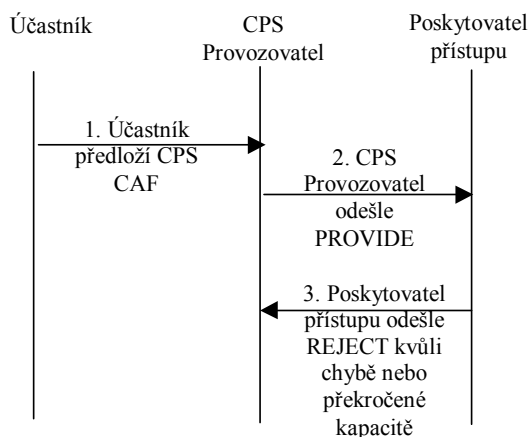 Účastník
CPS
Provozovatel
Poskytovatel
přístupu
1. Účastník
předloží CPS
CAF
2. CPS
Provozovatel
odešle
PROVIDE
3. Poskytovatel
přístupu odešle
REJECT kvůli
chybě nebo
překročené
kapacitě